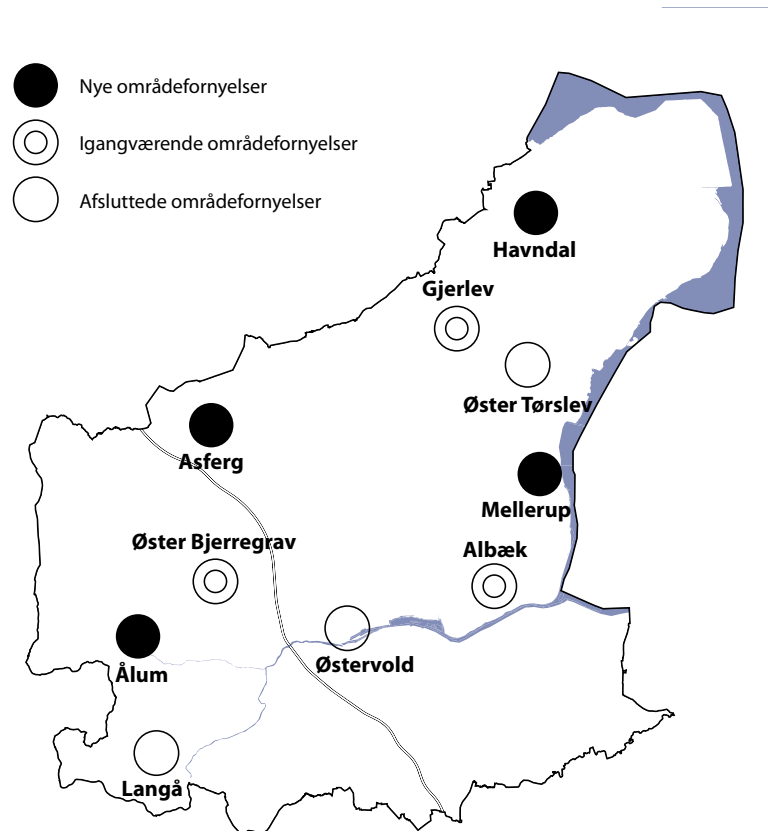 Nye områdefornyelser
Igangværende områdefornyelser
Afsluttede områdefornyelser
Havndal
Gjerlev
Øster Tørslev
Asferg
Mellerup
Øster Bjerregrav
Albæk
Østervold
Ålum
Langå